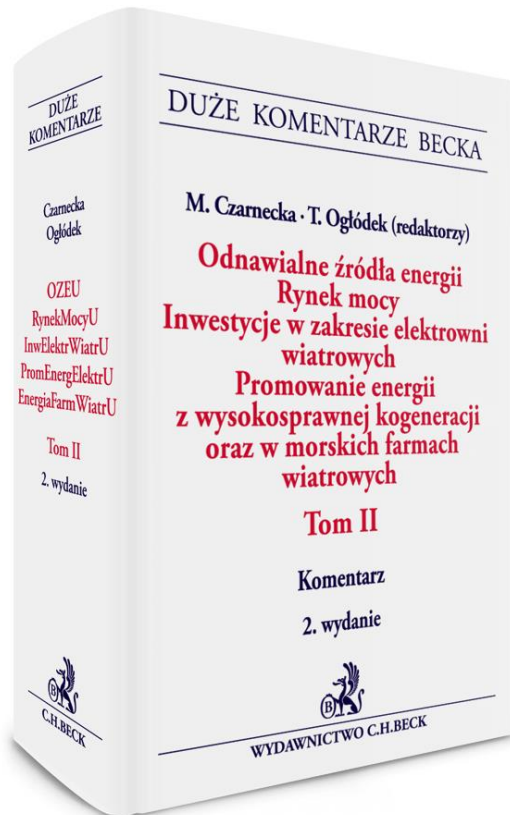 DUŻE
KOMENTARZE
Czarnecka
Ogłódek
OZEU
RynekMocyU
InwElektrWiatrU
PromEnergElektrU
EnergiaFarmWiatrU
Tom II
2. wydanie
B
C.H.BECK
DUŻE KOMENTARZE BECKA
M. Czarnecka · T. Ogłódek (redaktorzy)
Odnawialne źródła energii
Rynek mocy
Inwestycje w zakresie elektrowni
wiatrowych
Promowanie energii
z wysokosprawnej kogeneracji
oraz w morskich farmach
wiatrowych
Tom II
Komentarz
2. wydanie
B
WYDAWNICTWO C.H.BECK